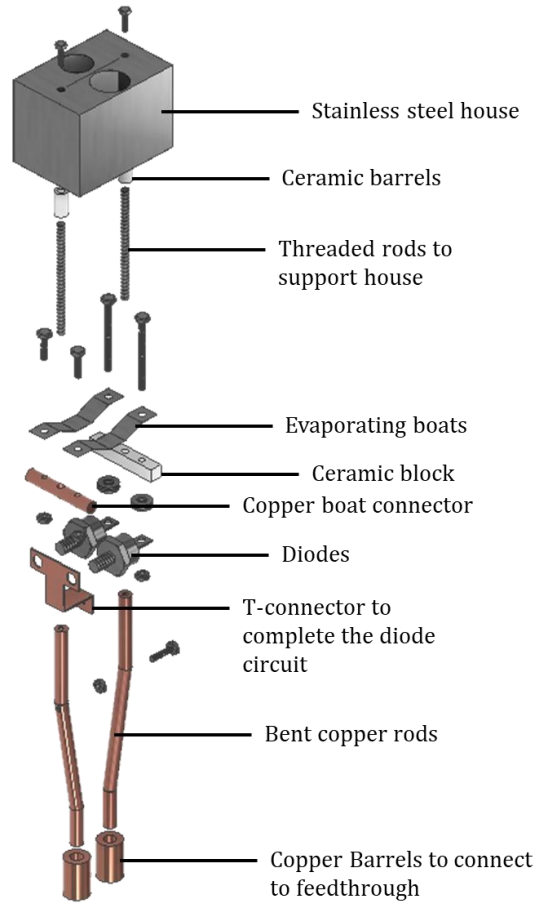 Stainless steel house
Ceramic barrels
Threaded rods to
support house
Evaporating boats
Ceramic block
Copper boat connector
Diodes
T-connector to
complete the diode
circuit
Bent copper rods
Copper Barrels to connect
to feedthrough